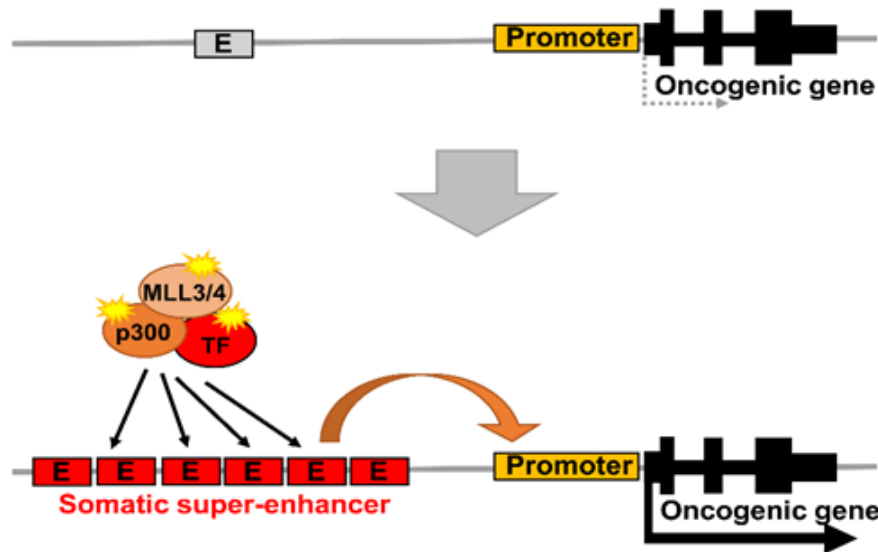 E
Promoter
Oncogenic gene
MLL3/4
p300
TF
E E E E E E
Promoter
Somatic super-enhancer
Oncogenic gene